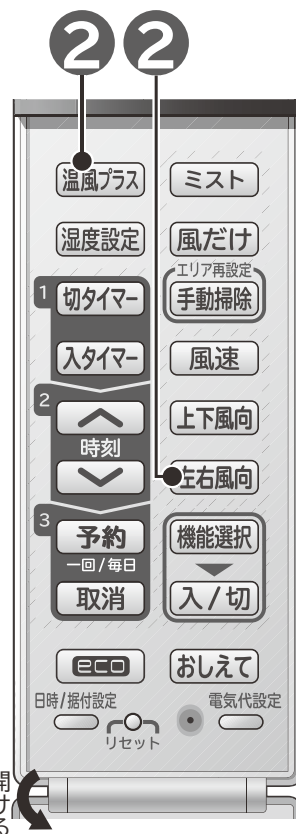 2 2
温風プラス ミスト
湿度設定 風だけ
エリア再設定
1 切タイマー 手動掃除
入タイマー 風速
2 上下風向
時刻
左右風向
3 予約 機能選択
一回/毎日
取消 入/切
eco おしえて
日時/据付設定 電気代設定
リセット
開ける